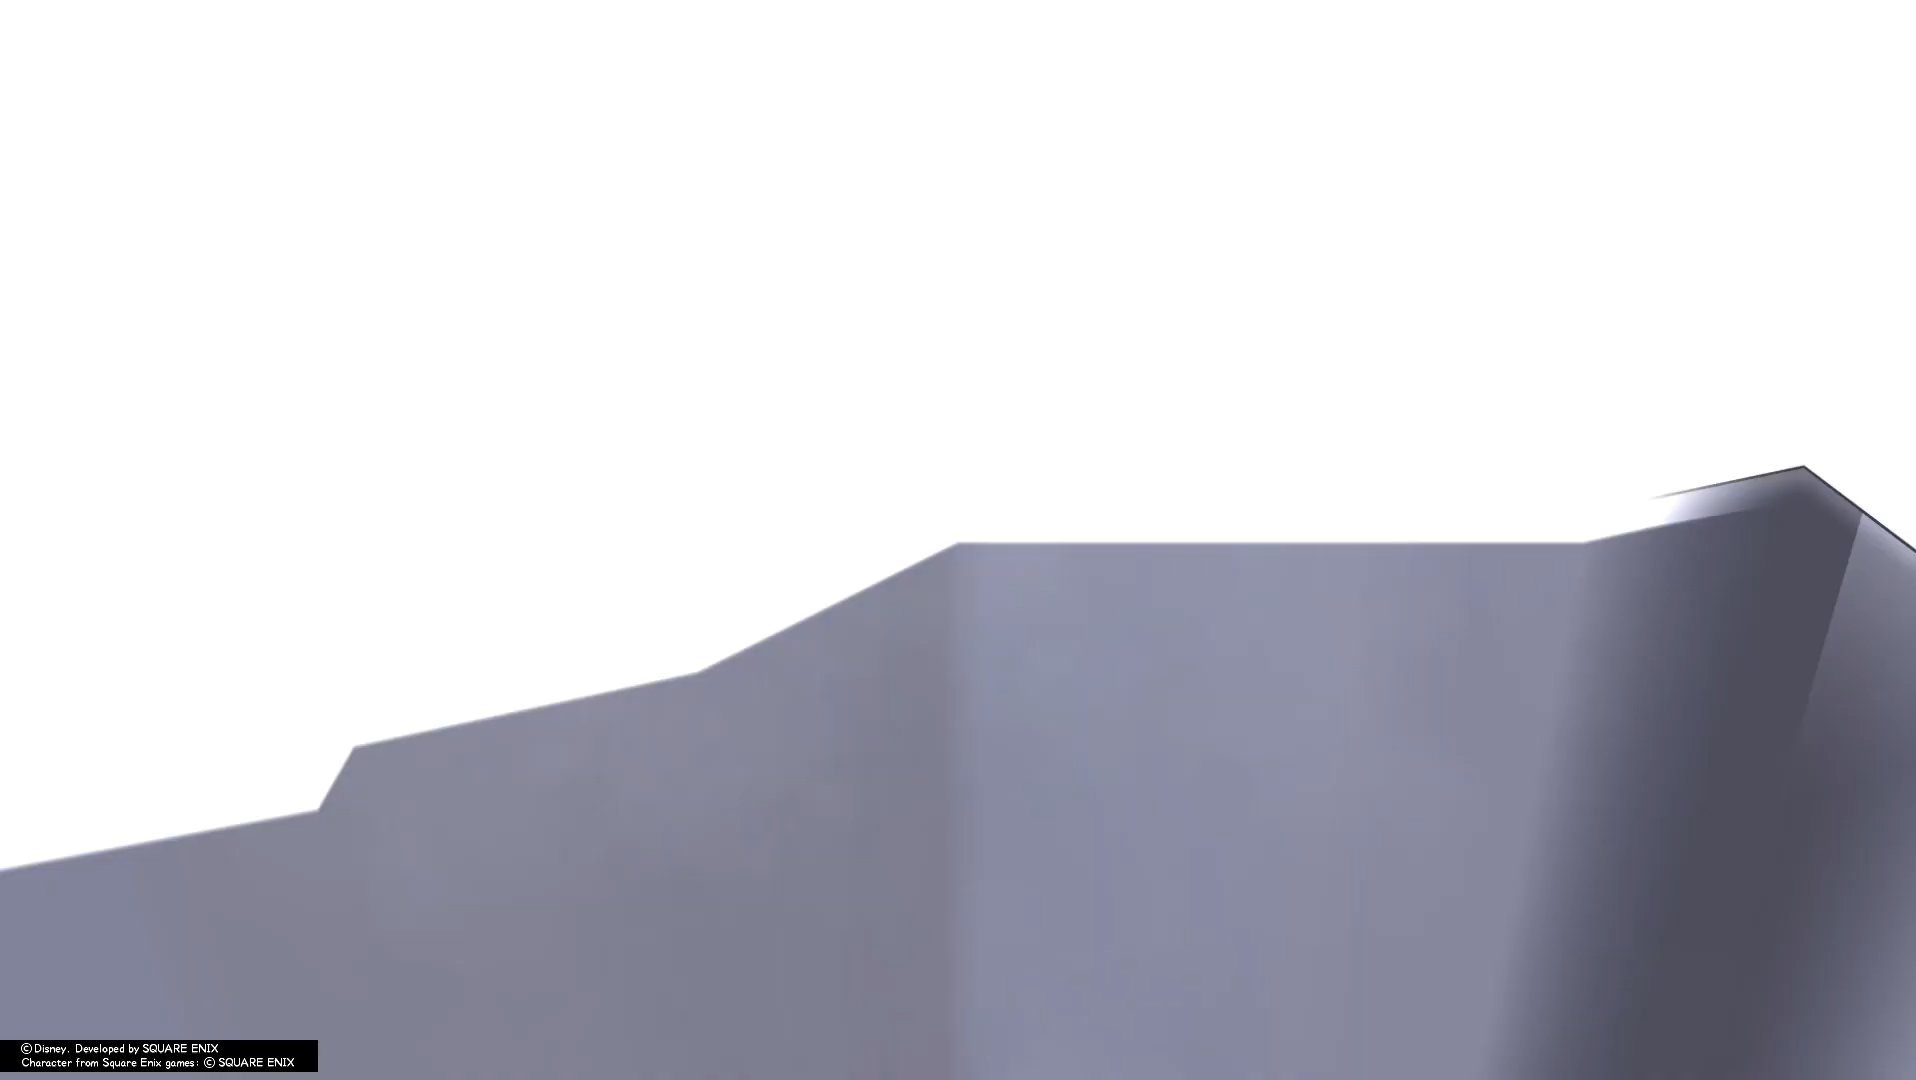 ©Disney. Developed by SQUARE ENIX
Character from Square Enix games: © SQUARE ENIX